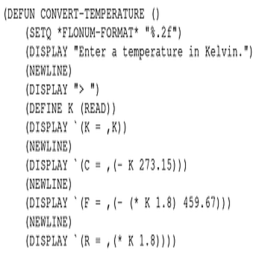 (DEFUN CONVERT-TEMPERATURE ()
(SETQ *FLONUM-FORMAT* "%.2f")
(DISPLAY "Enter a temperature in Kelvin.")
(NEWLINE)
(DISPLAY "> ")
(DEFINE K (READ))
(DISPLAY `(K = ,K))
(NEWLINE)
(DISPLAY `(C = ,(- K 273.15)))
(NEWLINE)
(DISPLAY `(F = ,(- (* K 1.8) 459.67)))
(NEWLINE)
(DISPLAY `(R = ,(* K 1.8))))